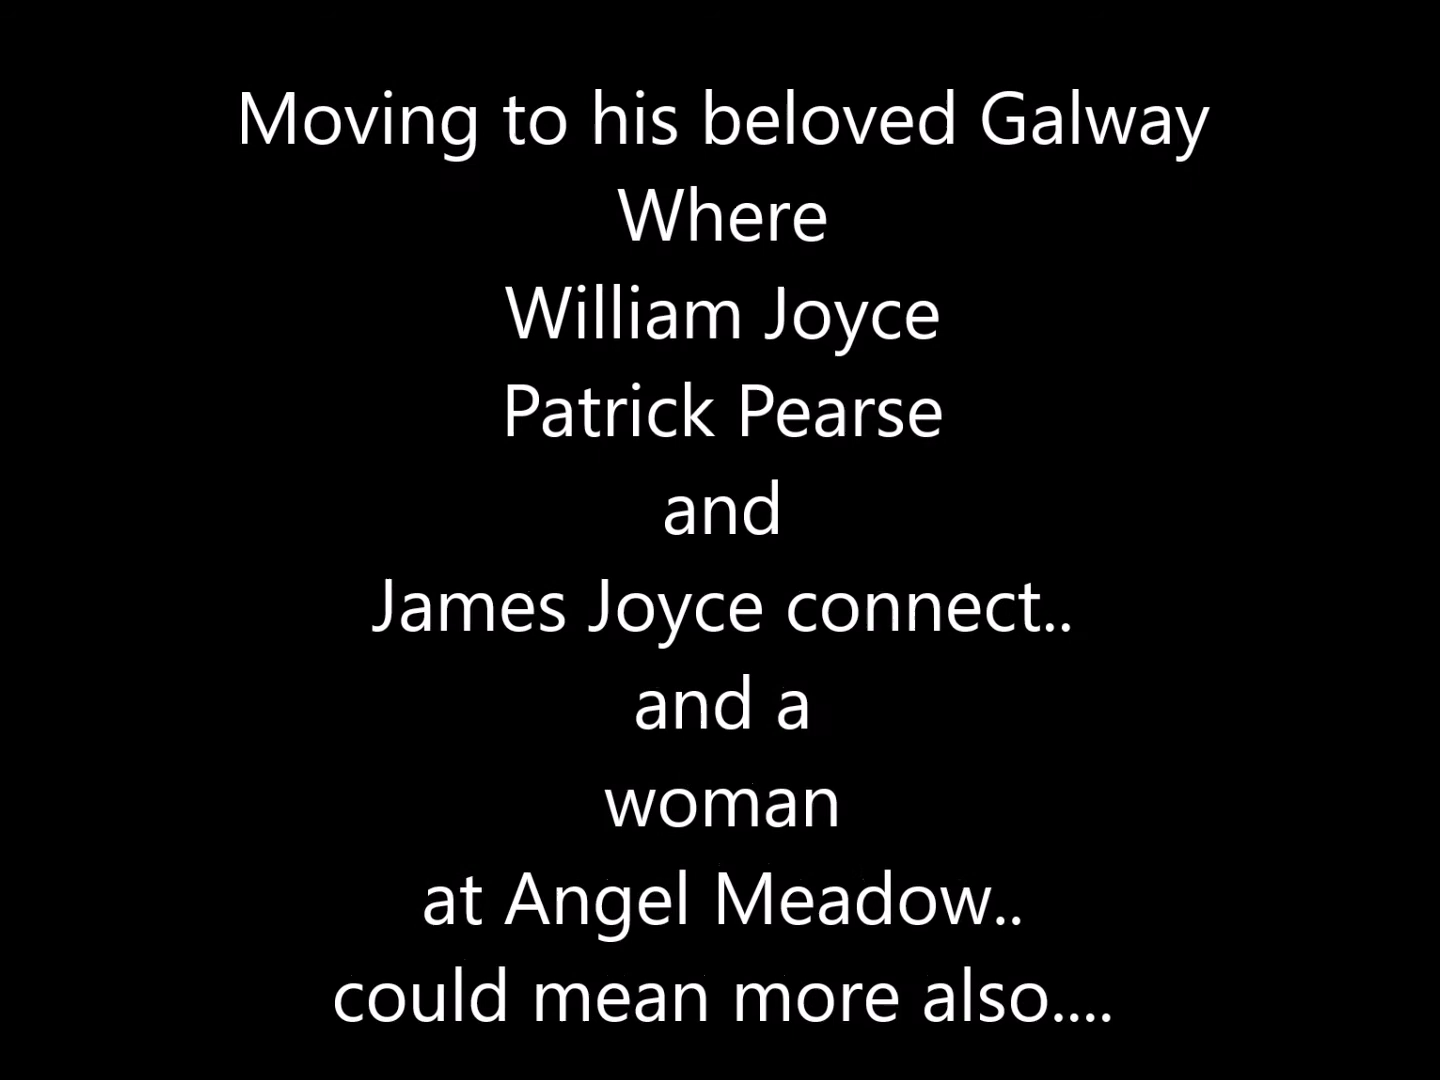 Moving to his beloved Galway
Where
William Joyce
Patrick Pearse
and
James Joyce connect..
and a
woman
at Angel Meadow..
could mean more also....